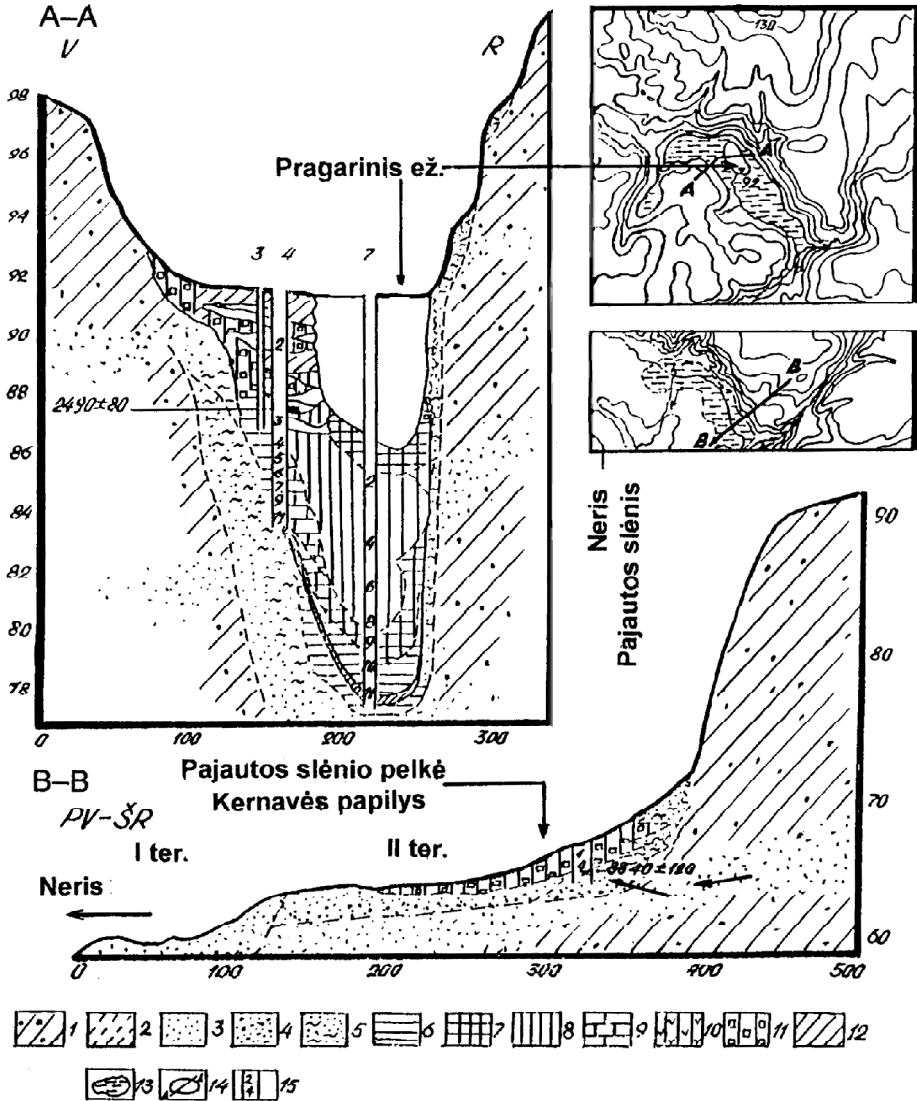 A–A
V
R
98
96
94
92
90
88
86
84
82
80
78
Pragarinis ež.
3 4 7
2490±80
0 100 200 300
130
A
A
92
B
B
Neris
Pajautos slėnis
90
80
70
60
B–B
PV-ŠR
Pajautos slėnio pelkė
Kernavės papilys
I ter.
II ter.
Neris
0 100 200 300 400 500
1 2 3 4 5 6 7 8 9 10 11 12
13 14 15